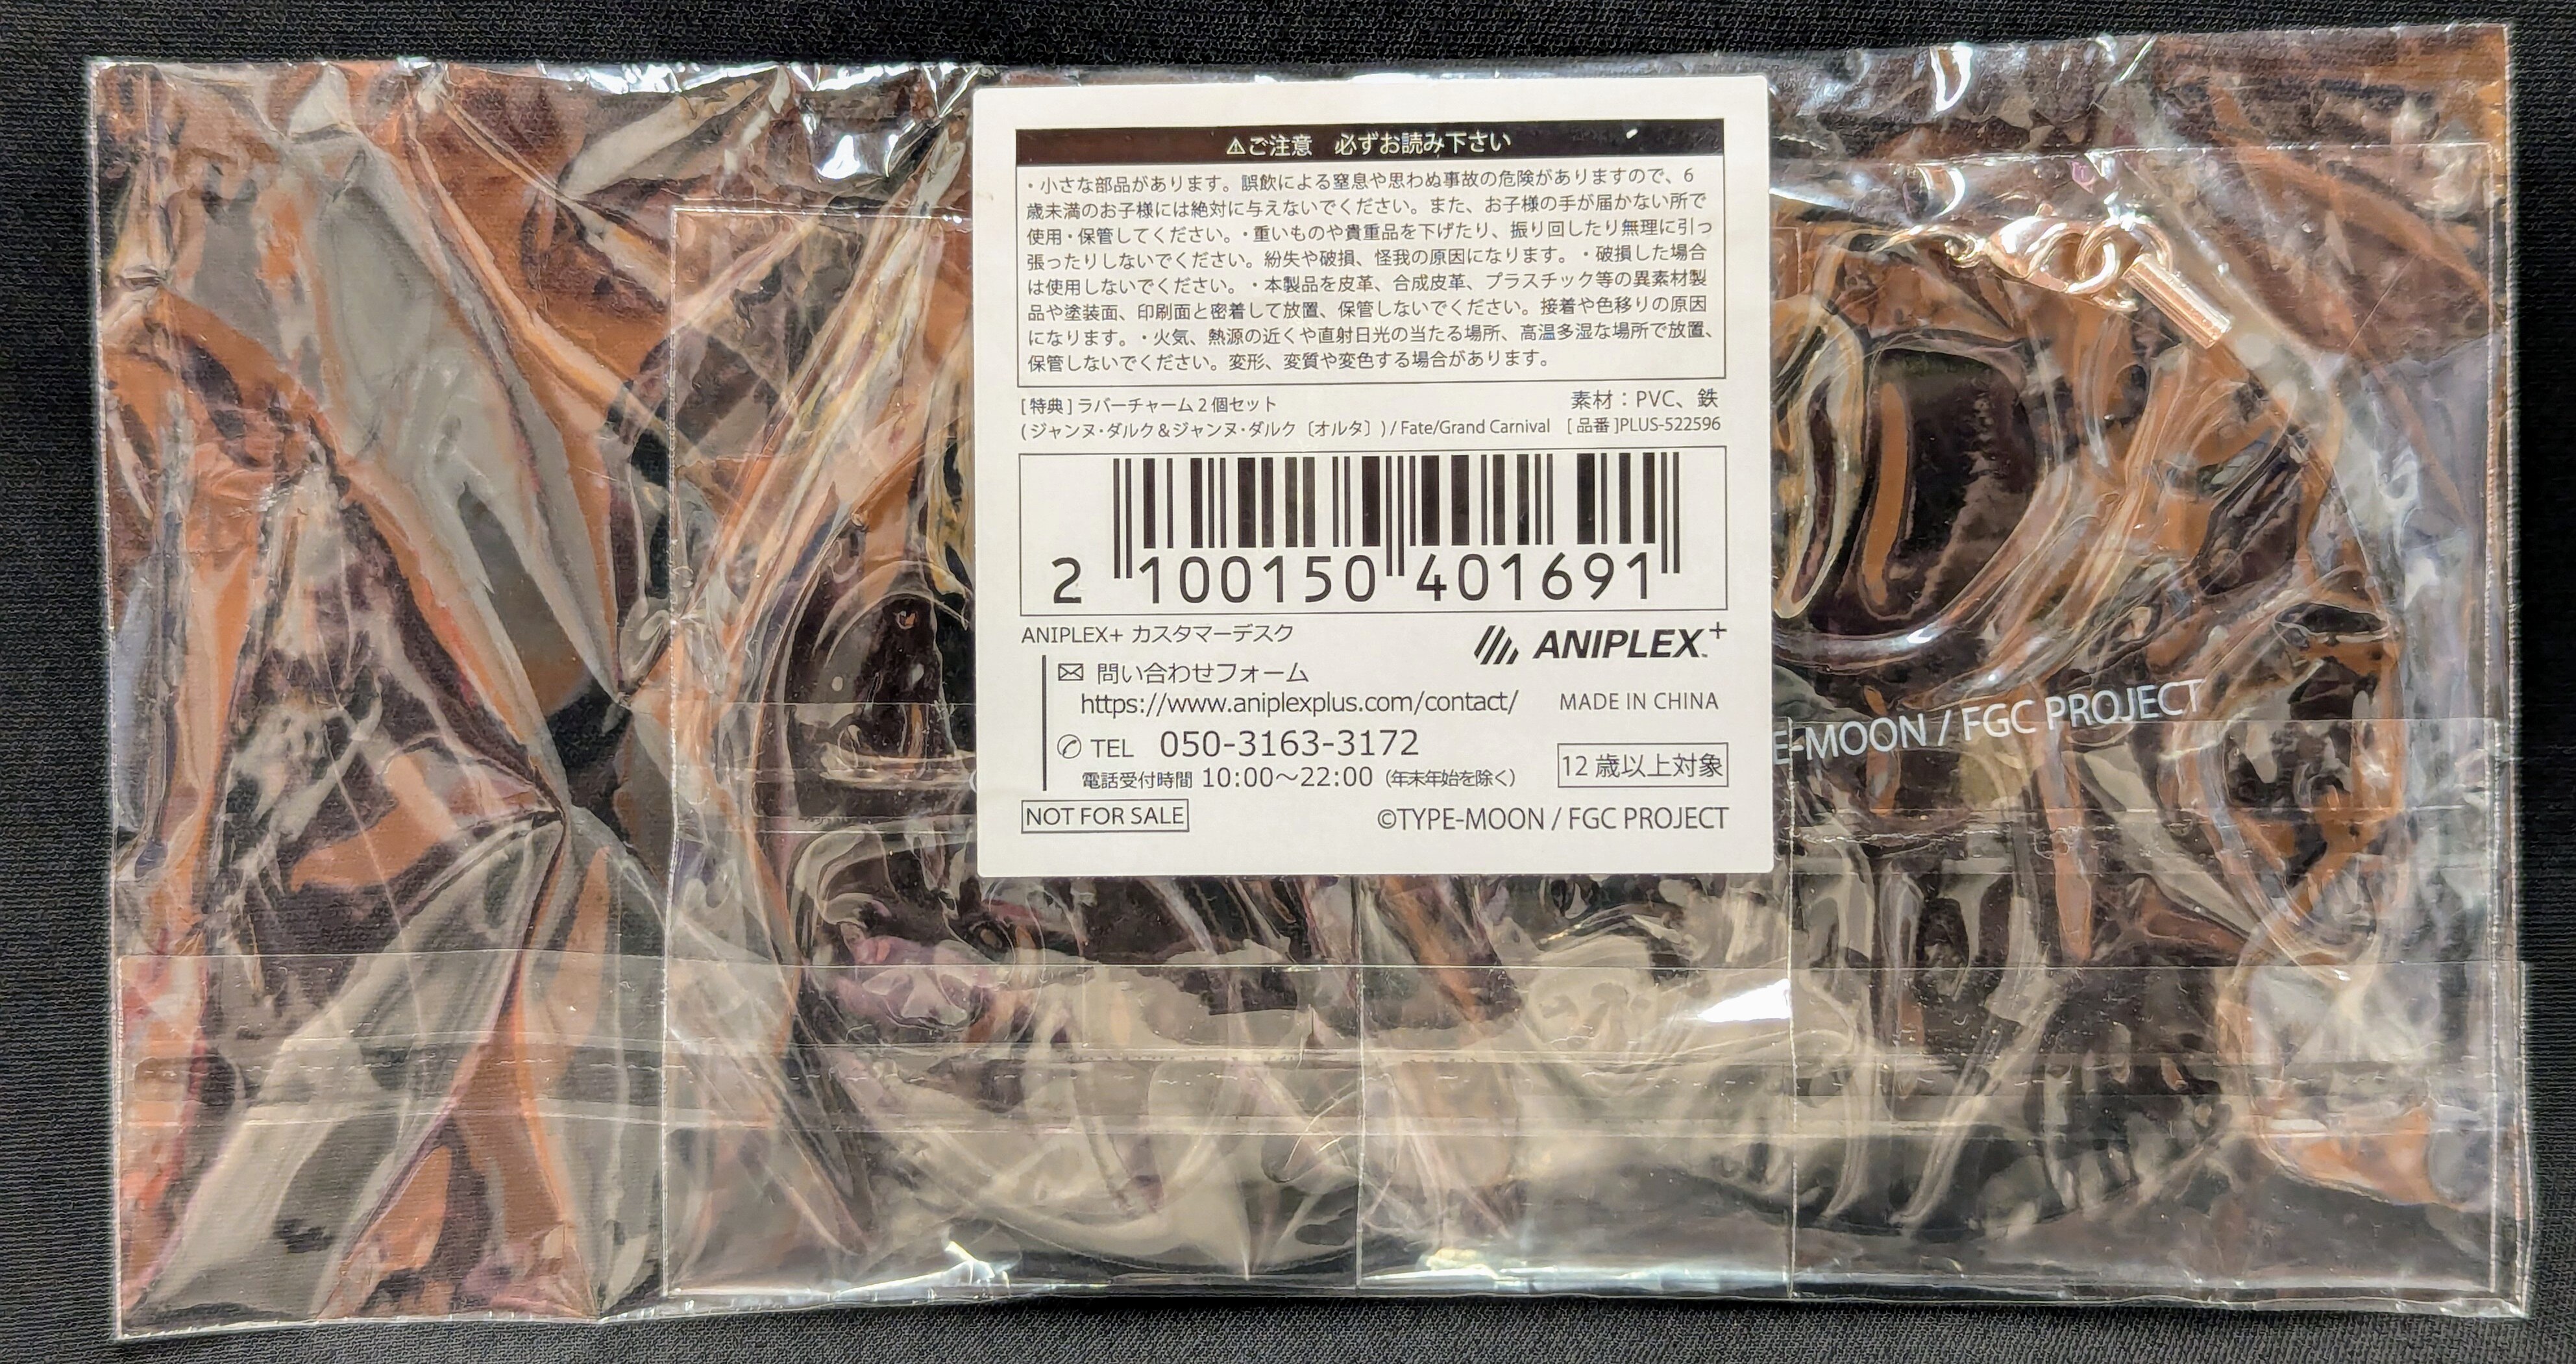 ⚠ご注意　必ずお読み下さい
・小さな部品があります。誤飲による窒息や思わぬ事故の危険がありますので、6
歳未満のお子様には絶対に与えないでください。また、お子様の手が届かない所で
使用・保管してください。・重いものや貴重品を下げたり、振り回したり無理に引っ
張ったりしないでください。紛失や破損、怪我の原因になります。・破損した場合
は使用しないでください。・本製品を皮革、合成皮革、プラスチック等の異素材製
品や塗装面、印刷面と密着して放置、保管しないでください。接着や色移りの原因
になります。・火気、熱源の近くや直射日光の当たる場所、高温多湿な場所で放置、
保管しないでください。変形、変質や変色する場合があります。
[特典]ラバーチャーム2個セット 素材：PVC、鉄
(ジャンヌ・ダルク＆ジャンヌ・ダルク〔オルタ〕) / Fate/Grand Carnival [品番]PLUS-522596
2 100150 401691
ANIPLEX+ カスタマーデスク
ANIPLEX+™
問い合わせフォーム
https://www.aniplexplus.com/contact/ MADE IN CHINA
TEL 050-3163-3172
電話受付時間 10:00～22:00（年末年始を除く） 12歳以上対象
NOT FOR SALE ©TYPE-MOON / FGC PROJECT
E-MOON / FGC PROJECT